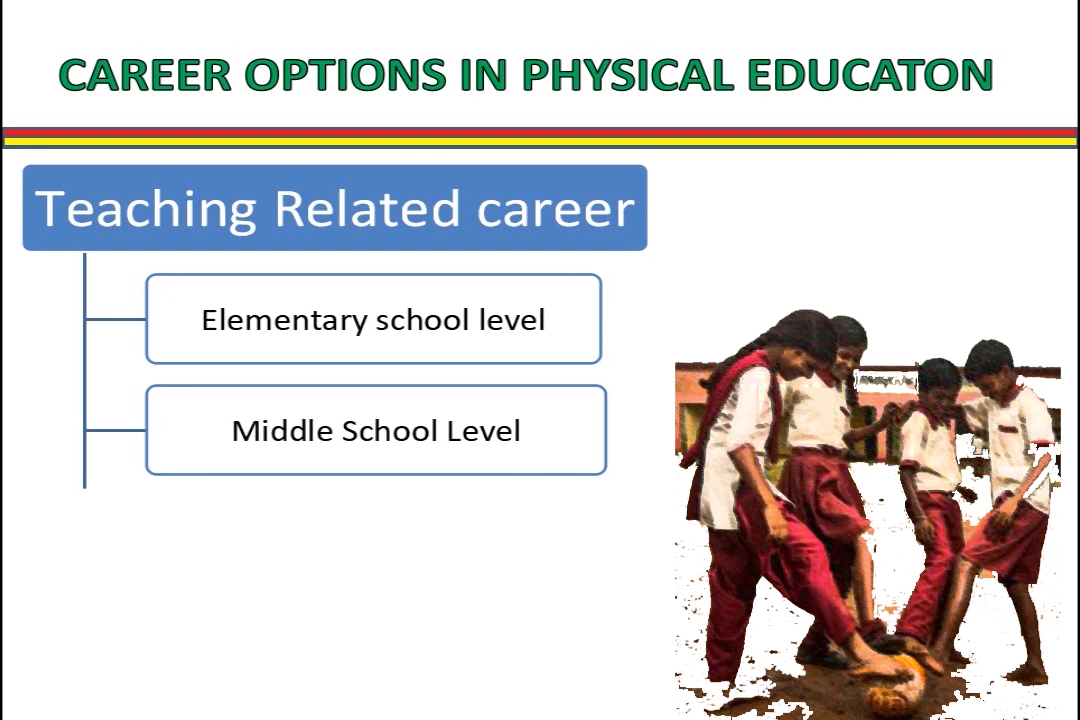 CAREER OPTIONS IN PHYSICAL EDUCATON
Teaching Related career
Elementary school level
Middle School Level